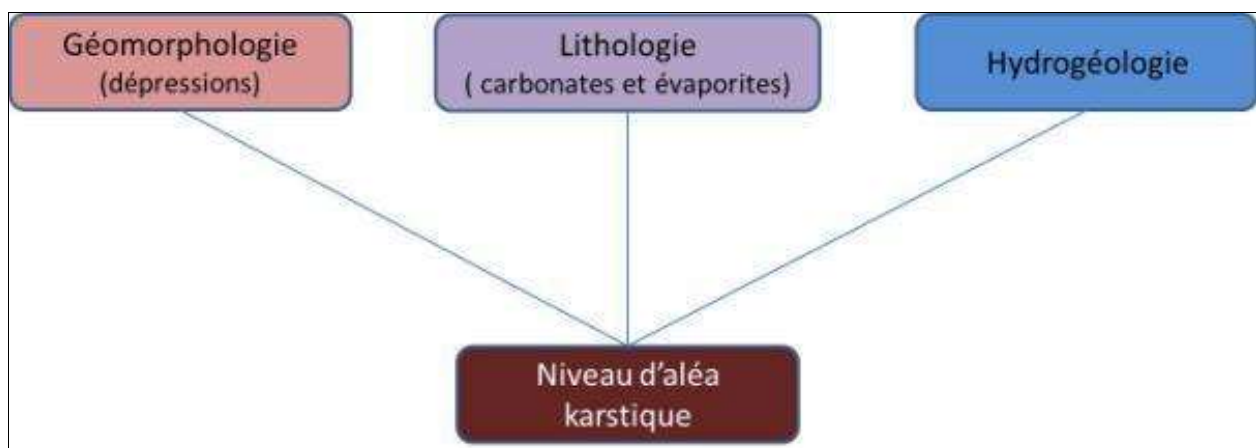 Géomorphologie
(dépressions)
Lithologie
( carbonates et évaporites)
Hydrogéologie
Niveau d'aléa
karstique